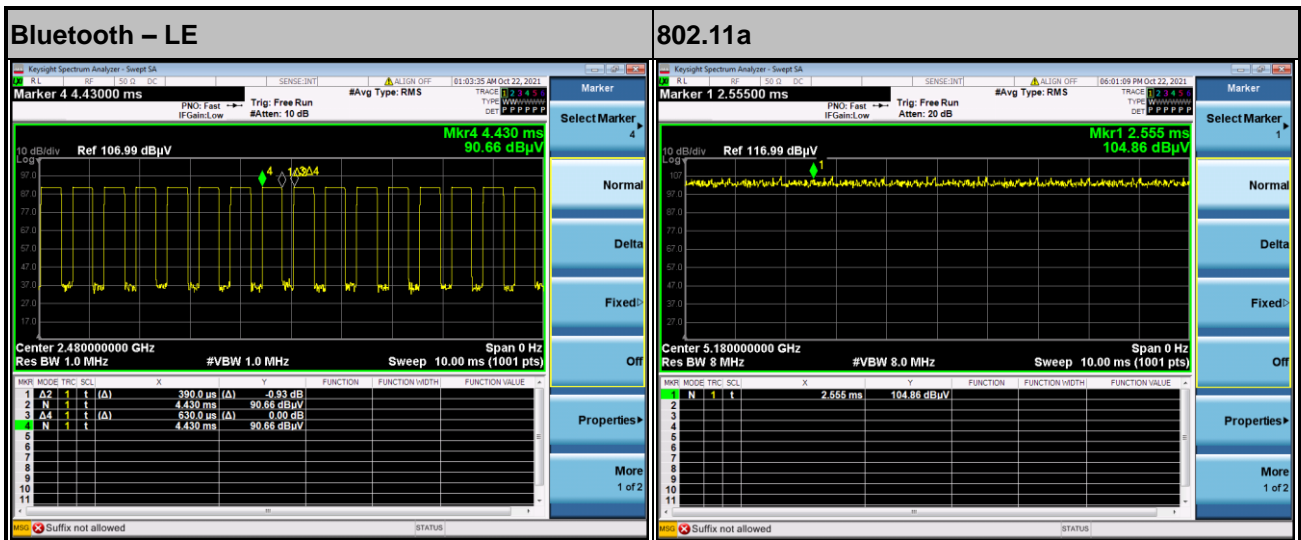 Bluetooth – LE
Keysight Spectrum Analyzer - Swept SA
RL RF 50 Ω DC SENSE:INT ALIGN OFF 01:03:35 AM Oct 22, 2021
Marker 4 4.43000 ms
PNO: Fast Trig: Free Run #Avg Type: RMS TRACE 1 2 3 4 5 6
IFGain:Low #Atten: 10 dB TYPE WWWWWW
DET P P P P P P
Mkr4 4.430 ms
10 dB/div Ref 106.99 dBµV 90.66 dBµV
Log
97.0
87.0
77.0
67.0
57.0
47.0
37.0
27.0
17.0
4 1Δ2 3Δ4
Center 2.480000000 GHz Span 0 Hz
Res BW 1.0 MHz #VBW 1.0 MHz Sweep 10.00 ms (1001 pts)
MKR MODE TRC SCL X Y FUNCTION FUNCTION WIDTH FUNCTION VALUE
1 Δ2 1 t (Δ) 390.0 µs (Δ) -0.93 dB
2 N 1 t 4.430 ms 90.66 dBµV
3 Δ4 1 t (Δ) 630.0 µs (Δ) 0.00 dB
4 N 1 t 4.430 ms 90.66 dBµV
5
6
7
8
9
10
11
MSG Suffix not allowed STATUS
Marker
Select Marker
4
Normal
Delta
Fixed
Off
Properties
More
1 of 2
802.11a
Keysight Spectrum Analyzer - Swept SA
RL RF 50 Ω DC SENSE:INT ALIGN OFF 06:01:09 PM Oct 22, 2021
Marker 1 2.55500 ms
PNO: Fast Trig: Free Run #Avg Type: RMS TRACE 1 2 3 4 5 6
IFGain:Low Atten: 20 dB TYPE WWWWWW
DET P P P P P P
Mkr1 2.555 ms
10 dB/div Ref 116.99 dBµV 104.86 dBµV
Log
107
97.0
87.0
77.0
67.0
57.0
47.0
37.0
27.0
1
Center 5.180000000 GHz Span 0 Hz
Res BW 8 MHz #VBW 8.0 MHz Sweep 10.00 ms (1001 pts)
MKR MODE TRC SCL X Y FUNCTION FUNCTION WIDTH FUNCTION VALUE
1 N 1 t 2.555 ms 104.86 dBµV
2
3
4
5
6
7
8
9
10
11
MSG Suffix not allowed STATUS
Marker
Select Marker
1
Normal
Delta
Fixed
Off
Properties
More
1 of 2